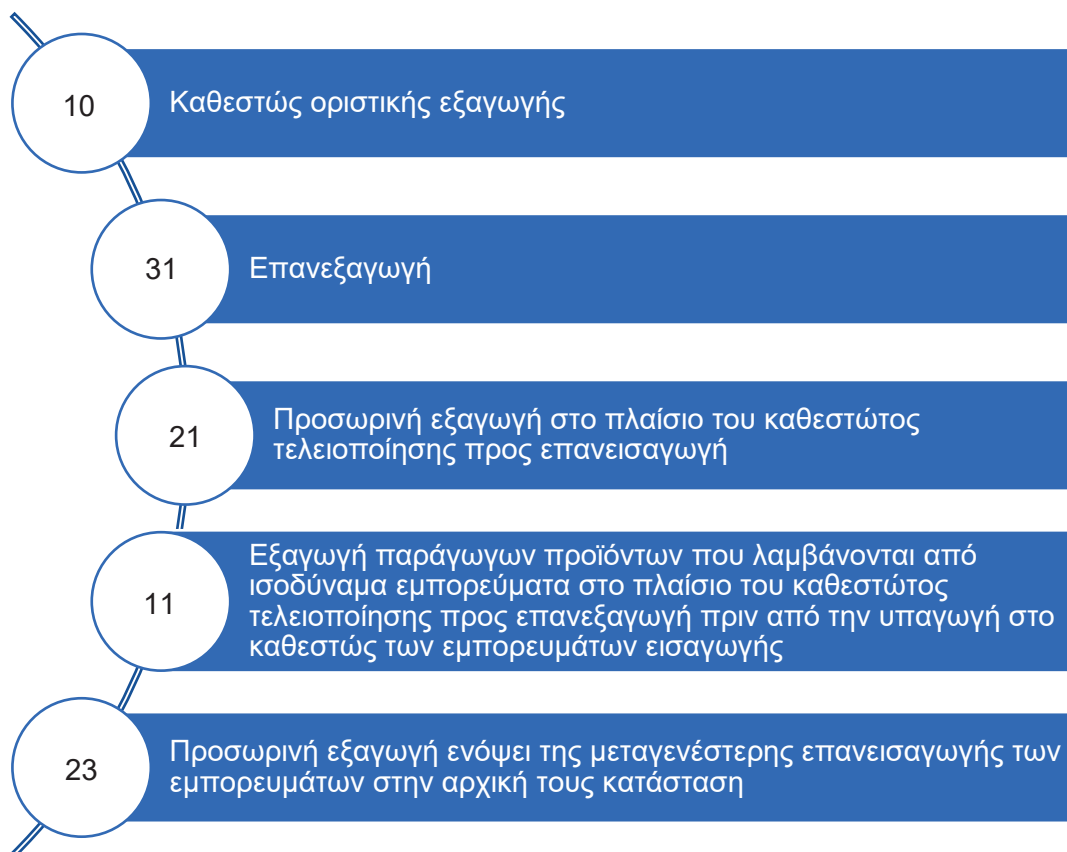 10
Καθεστώς οριστικής εξαγωγής
31
Επανεξαγωγή
21
Προσωρινή εξαγωγή στο πλαίσιο του καθεστώτος
τελειοποίησης προς επανεισαγωγή
11
Εξαγωγή παράγωγων προϊόντων που λαμβάνονται από
ισοδύναμα εμπορεύματα στο πλαίσιο του καθεστώτος
τελειοποίησης προς επανεξαγωγή πριν από την υπαγωγή στο
καθεστώς των εμπορευμάτων εισαγωγής
23
Προσωρινή εξαγωγή ενόψει της μεταγενέστερης επανεισαγωγής των
εμπορευμάτων στην αρχική τους κατάσταση